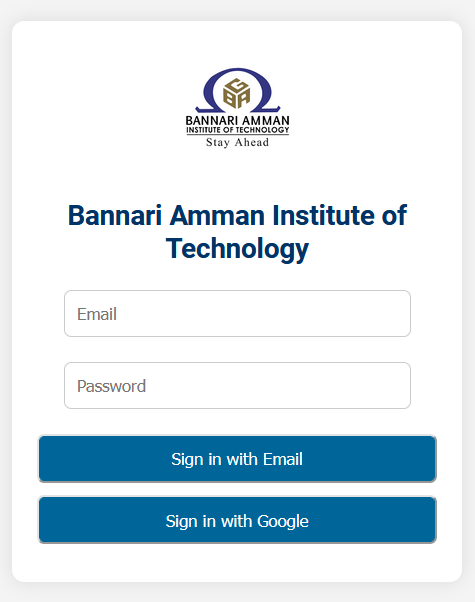 BANNARI AMMAN
INSTITUTE OF TECHNOLOGY
Stay Ahead
Bannari Amman Institute of
Technology
Email
Password
Sign in with Email
Sign in with Google